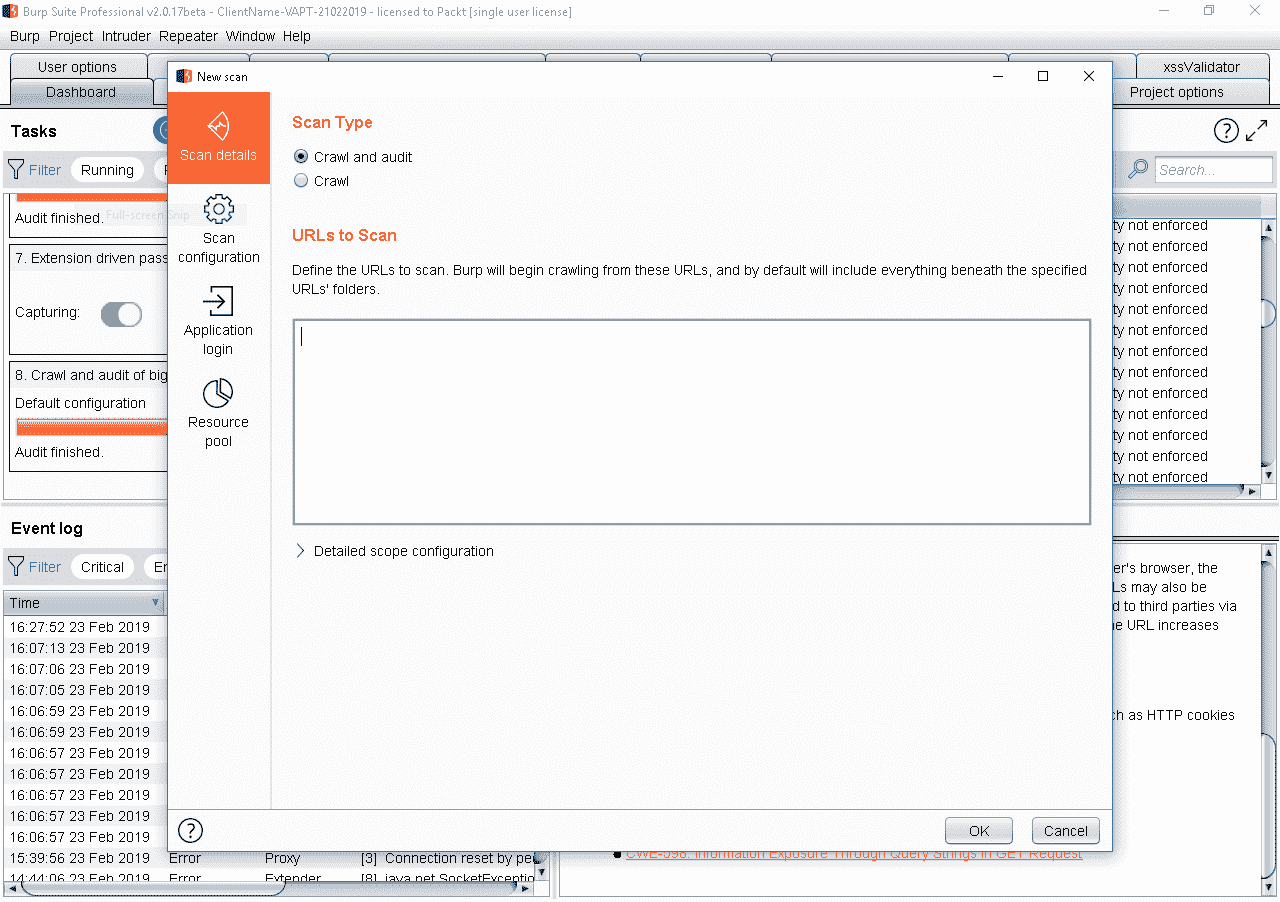 Burp Suite Professional v2.0.17beta - ClientName-VAPT-21022019 - licensed to Packt [single user license]
Burp Project Intruder Repeater Window Help
User options
xssValidator
Dashboard
Project options
New scan
Tasks
Filter Running
Search...
Audit finished.
Full-screen Snip
7. Extension driven pass
Capturing:
8. Crawl and audit of big
Default configuration
Audit finished.
Scan details
Scan
configuration
Application
login
Resource
pool
Scan Type
Crawl and audit
Crawl
URLs to Scan
Define the URLs to scan. Burp will begin crawling from these URLs, and by default will include everything beneath the specified
URLs' folders.
Detailed scope configuration
OK Cancel
ty not enforced
ty not enforced
ty not enforced
ty not enforced
ty not enforced
ty not enforced
ty not enforced
ty not enforced
ty not enforced
ty not enforced
ty not enforced
ty not enforced
ty not enforced
Event log
Filter Critical Er
Time
16:27:52 23 Feb 2019
16:07:13 23 Feb 2019
16:07:06 23 Feb 2019
16:07:05 23 Feb 2019
16:06:59 23 Feb 2019
16:06:59 23 Feb 2019
16:06:57 23 Feb 2019
16:06:57 23 Feb 2019
16:06:57 23 Feb 2019
16:06:57 23 Feb 2019
16:06:57 23 Feb 2019
15:39:56 23 Feb 2019 Error Proxy [3] Connection reset by pe
14:44:06 23 Feb 2019 Error Extender [8] java.net.SocketExceptio
er's browser, the
Ls may also be
d to third parties via
e URL increases
ch as HTTP cookies
CWE-598: Information Exposure Through Query Strings in GET Request